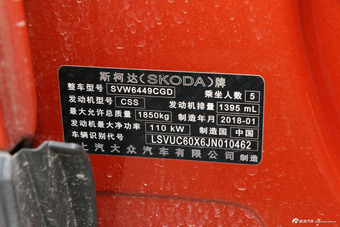 斯柯达(SKODA)牌
整车型号 SVW6449CGD 乘坐人数 5
发动机型号 CSS 发动机排量 1395 mL
最大允许总质量 1850kg 制造年月 2018-01
发动机最大净功率 110 kW 制造国 中国
车辆识别代号 LSVUC60X6JN010462
上汽大众汽车有限公司 制造